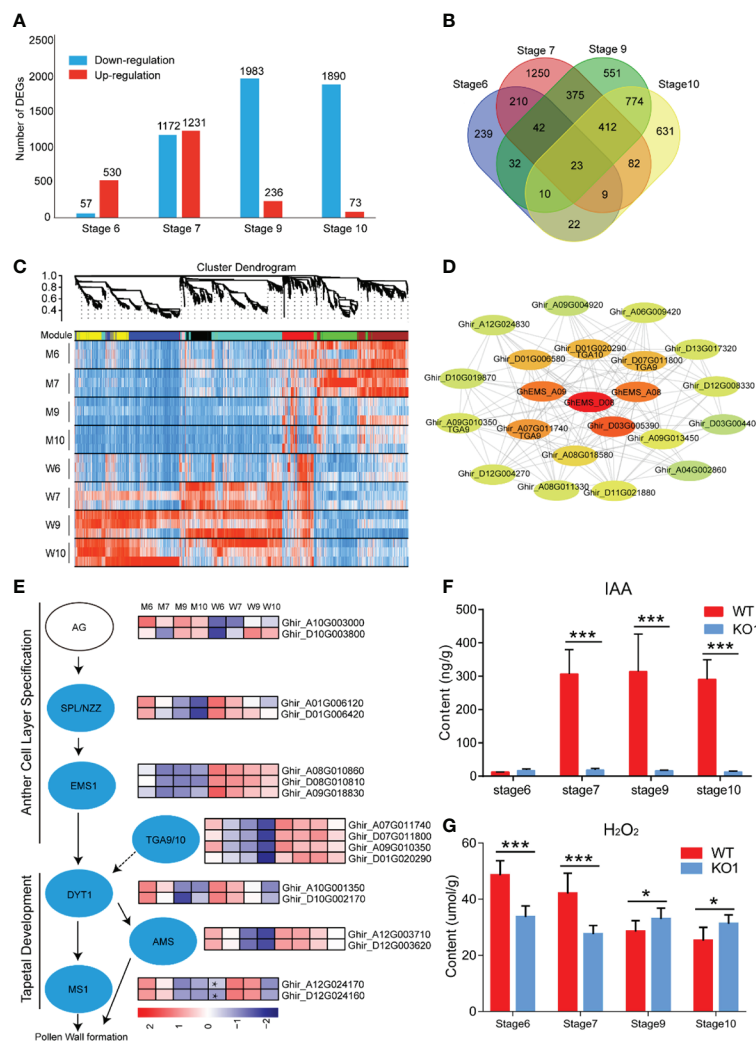 A
Number of DEGs
2500
2000
1500
1000
500
0
Down-regulation
Up-regulation
57
530
1172
1231
1983
236
1890
73
Stage 6
Stage 7
Stage 9
Stage 10
B
Stage6
Stage 7
Stage 9
Stage10
239
1250
551
631
210
375
774
42
412
32
23
82
10
9
22
C
Cluster Dendrogram
1.0
0.8
0.6
0.4
Module
M6
M7
M9
M10
W6
W7
W9
W10
D
Ghir_A09G004920
Ghir_A06G009420
Ghir_A12G024830
Ghir_D01G020290
TGA10
Ghir_D13G017320
Ghir_D01G006580
Ghir_D07G011800
TGA9
Ghir_D10G019870
GhEMS_A09
GhEMS_A08
Ghir_D12G008330
GhEMS_D08
Ghir_A09G010350
TGA9
Ghir_A07G011740
TGA9
Ghir_D03G005390
Ghir_D03G00440
Ghir_A09G013450
Ghir_A08G018580
Ghir_D12G004270
Ghir_A04G002860
Ghir_A08G011330
Ghir_D11G021880
E
Anther Cell Layer Specification
Tapetal Development
M6 M7 M9 M10 W6 W7 W9 W10
AG
Ghir_A10G003000
Ghir_D10G003800
SPL/NZZ
Ghir_A01G006120
Ghir_D01G006420
EMS1
Ghir_A08G010860
Ghir_D08G010810
Ghir_A09G018830
TGA9/10
Ghir_A07G011740
Ghir_D07G011800
Ghir_A09G010350
Ghir_D01G020290
DYT1
Ghir_A10G001350
Ghir_D10G002170
AMS
Ghir_A12G003710
Ghir_D12G003620
MS1
*
*
Ghir_A12G024170
Ghir_D12G024160
Pollen Wall formation
2 1 0 -1 -2
F
IAA
WT
KO1
Content (ng/g)
500
400
300
200
100
0
***
***
***
stage6
stage7
stage9
stage10
G
H₂O₂
WT
KO1
Content (umol/g)
60
40
20
0
***
***
*
*
Stage6
Stage7
Stage9
Stage10